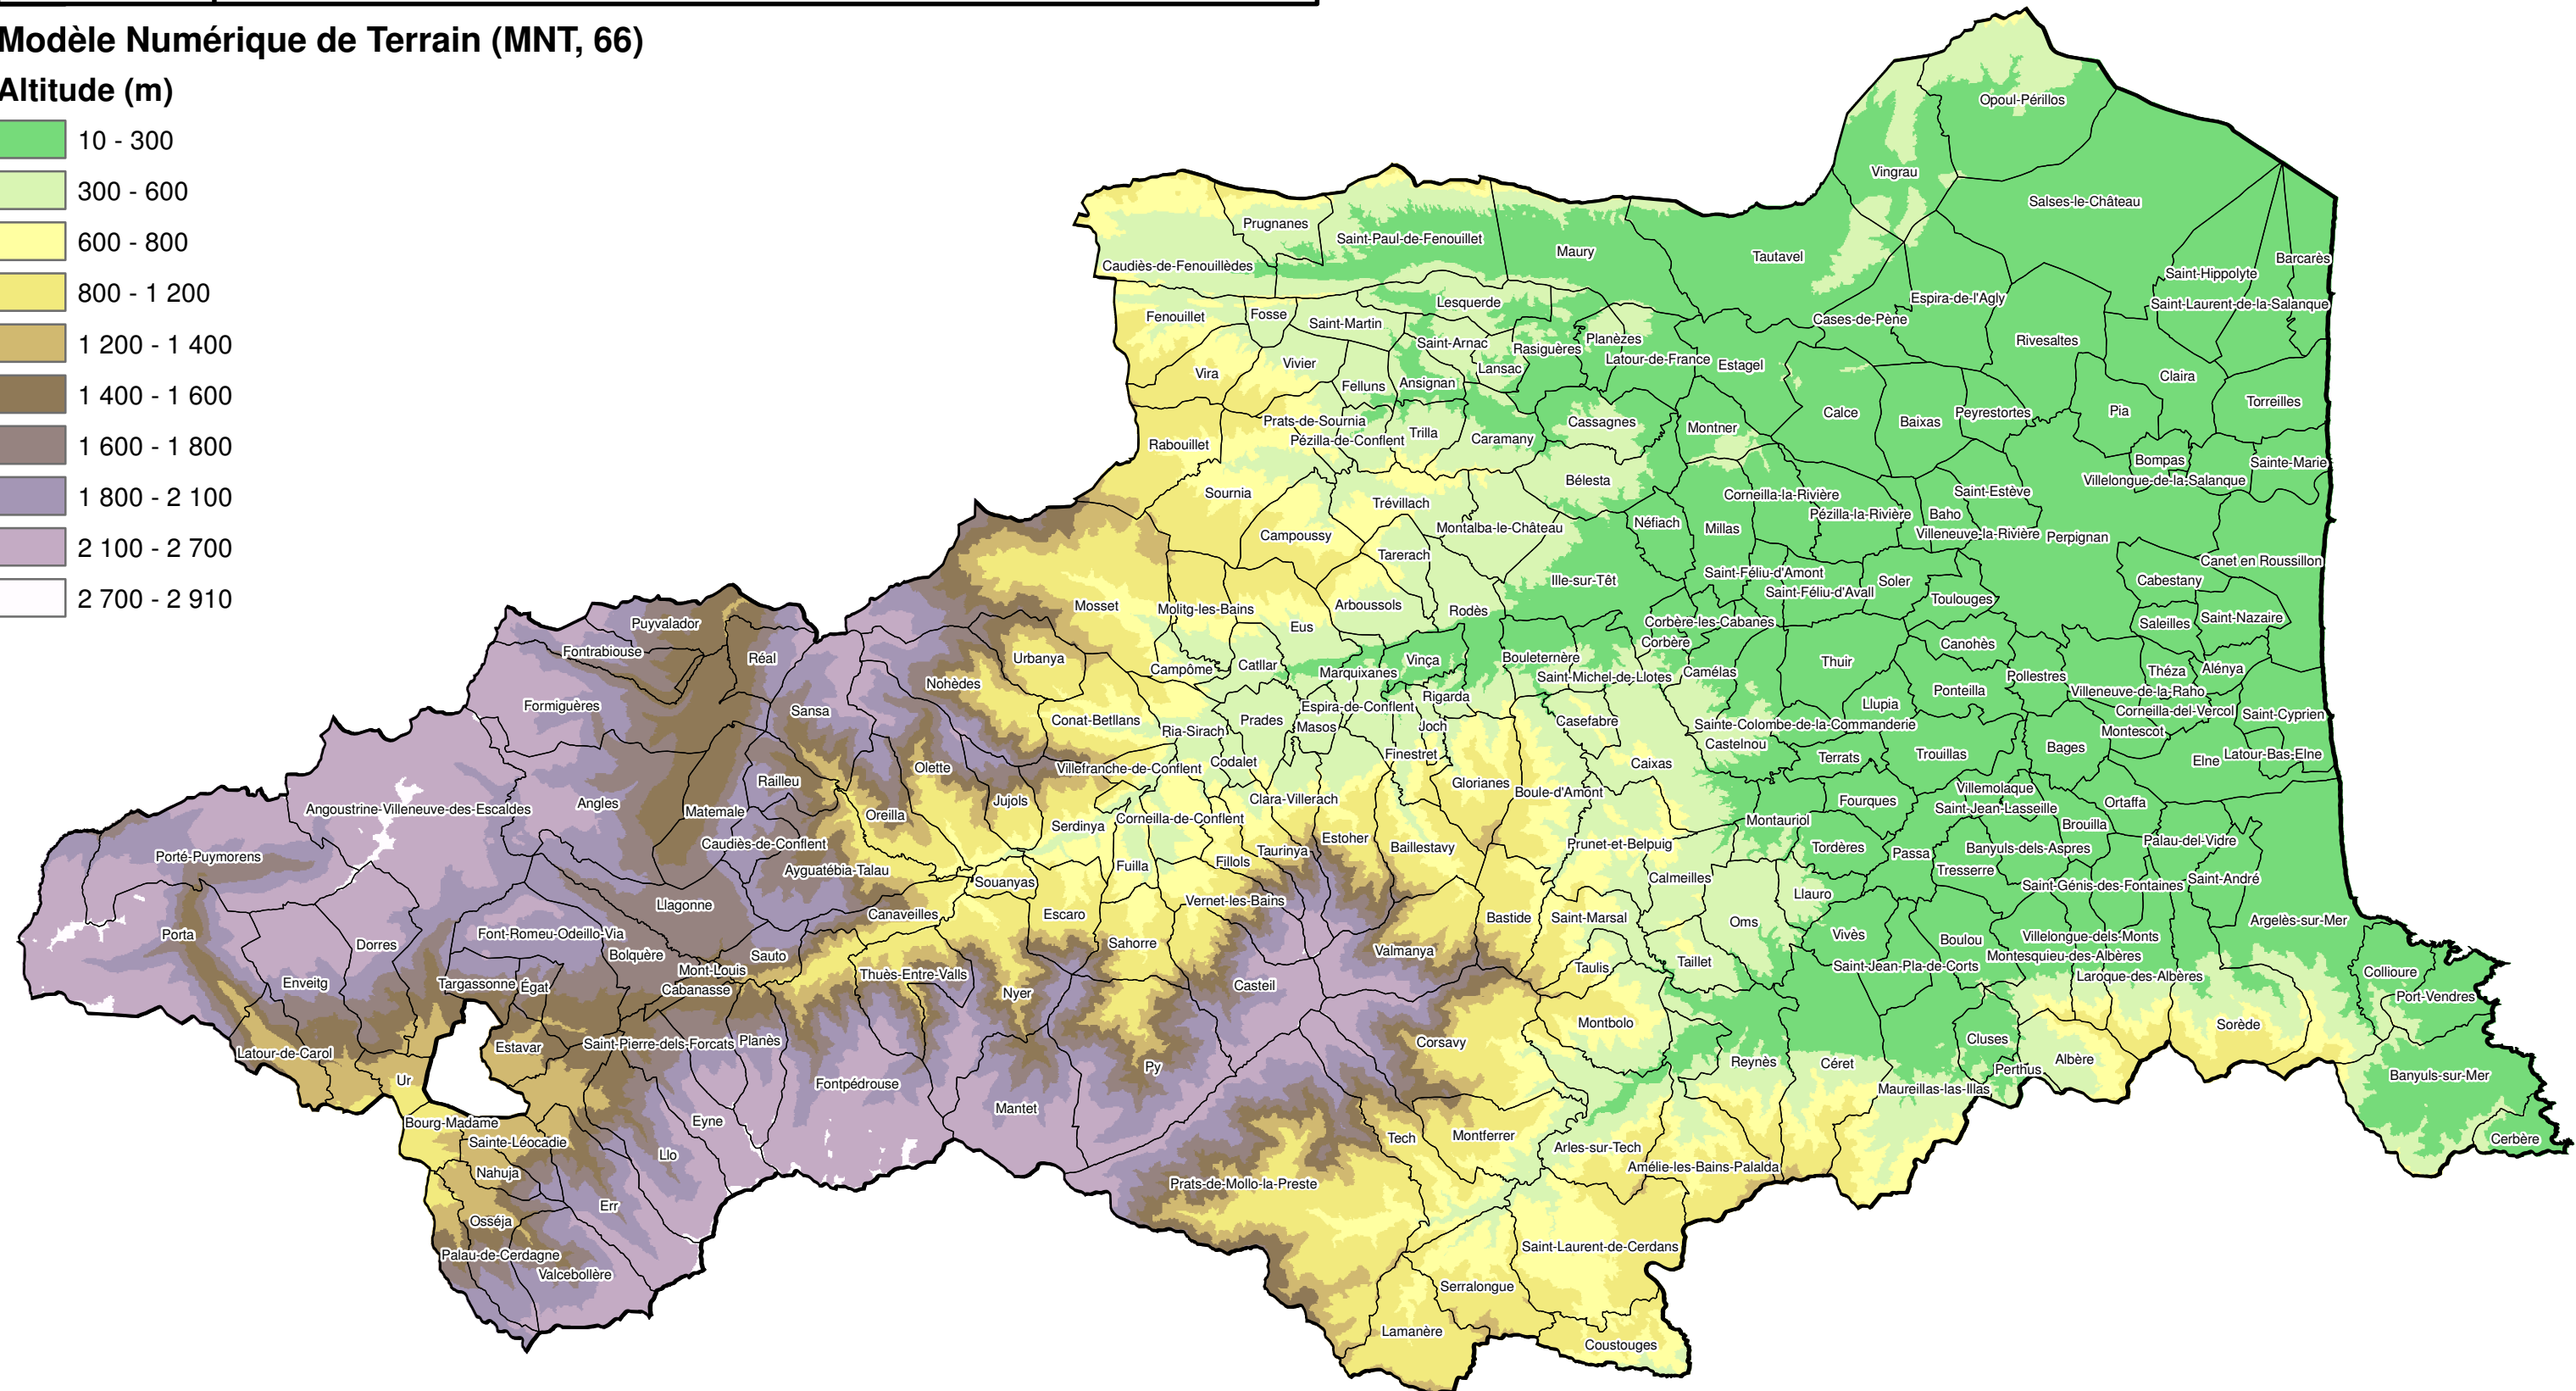 Modèle Numérique de Terrain (MNT, 66)
Altitude (m)
10 - 300
300 - 600
600 - 800
800 - 1 200
1 200 - 1 400
1 400 - 1 600
1 600 - 1 800
1 800 - 2 100
2 100 - 2 700
2 700 - 2 910
Opoul-Périllos
Vingrau
Salses-le-Château
Prugnanes
Saint-Paul-de-Fenouillet
Maury
Tautavel
Caudiès-de-Fenouillèdes
Saint-Hippolyte
Barcarès
Lesquerde
Espira-de-l'Agly
Saint-Laurent-de-la-Salanque
Fenouillet
Fosse
Saint-Martin
Cases-de-Pène
Saint-Arnac
Rasiguères
Planèzes
Rivesaltes
Vira
Vivier
Lansac
Latour-de-France
Estagel
Felluns
Ansignan
Claira
Torreilles
Prats-de-Sournia
Trilla
Caramany
Cassagnes
Montner
Calce
Baixas
Peyrestortes
Pia
Rabouillet
Pézilla-de-Conflent
Bompas
Sainte-Marie
Sournia
Trévillach
Bélesta
Corneilla-la-Rivière
Saint-Estève
Villelongue-de-la-Salanque
Campoussy
Montalba-le-Château
Néfiach
Millas
Pézilla-la-Rivière
Baho
Villeneuve-la-Rivière
Perpignan
Tarerach
Canet en Roussillon
Mosset
Molitg-les-Bains
Arboussols
Rodès
Ille-sur-Têt
Saint-Féliu-d'Amont
Saint-Féliu-d'Avall
Soler
Toulouges
Cabestany
Puyvalador
Eus
Corbère-les-Cabanes
Saleilles
Saint-Nazaire
Fontrabiouse
Réal
Urbanya
Campôme
Catllar
Marquixanes
Vinça
Bouleternère
Corbère
Saint-Michel-de-Llotes
Camélas
Thuir
Canohès
Pollestres
Théza
Alénya
Nohèdes
Formiguères
Sansa
Conat-Betllans
Ria-Sirach
Prades
Espira-de-Conflent
Rigarda
Masos
Joch
Casefabre
Llupia
Ponteilla
Villeneuve-de-la-Raho
Corneilla-del-Vercol
Saint-Cyprien
Sainte-Colombe-de-la-Commanderie
Castelnou
Montescot
Olette
Villefranche-de-Conflent
Codalet
Finestret
Caixas
Terrats
Trouillas
Bages
Elne
Latour-Bas-Elne
Angoustrine-Villeneuve-des-Escaldes
Angles
Matemale
Railleu
Oreilla
Jujols
Serdinya
Corneilla-de-Conflent
Clara-Villerach
Glorianes
Boule-d'Amont
Fourques
Villemolaque
Saint-Jean-Lasseille
Ortaffa
Montauriol
Brouilla
Porté-Puymorens
Caudiès-de-Conflent
Ayguatébia-Talau
Souanyas
Fuilla
Fillols
Taurinya
Estoher
Baillestavy
Prunet-et-Belpuig
Tordères
Passa
Banyuls-dels-Aspres
Palau-del-Vidre
Tresserre
Calmeilles
Saint-Génis-des-Fontaines
Saint-André
Llagonne
Canaveilles
Escaro
Vernet-les-Bains
Bastide
Saint-Marsal
Llauro
Oms
Argelès-sur-Mer
Porta
Dorres
Font-Romeu-Odeillo-Via
Bolquère
Sauto
Sahorre
Valmanya
Vivès
Boulou
Villelongue-dels-Monts
Montesquieu-des-Albères
Mont-Louis
Thuès-Entre-Valls
Taulis
Taillet
Saint-Jean-Pla-de-Corts
Laroque-des-Albères
Collioure
Enveitg
Targassonne
Égat
Cabanasse
Nyer
Casteil
Port-Vendres
Montbolo
Sorède
Latour-de-Carol
Estavar
Saint-Pierre-dels-Forcats
Planès
Corsavy
Cluses
Albère
Ur
Fontpédrouse
Py
Reynès
Céret
Perthus
Banyuls-sur-Mer
Maureillas-las-Illas
Bourg-Madame
Eyne
Mantet
Sainte-Léocadie
Tech
Montferrer
Arles-sur-Tech
Cerbère
Llo
Nahuja
Amélie-les-Bains-Palalda
Prats-de-Mollo-la-Preste
Err
Osséja
Palau-de-Cerdagne
Valcebollère
Saint-Laurent-de-Cerdans
Serralongue
Lamanère
Coustouges